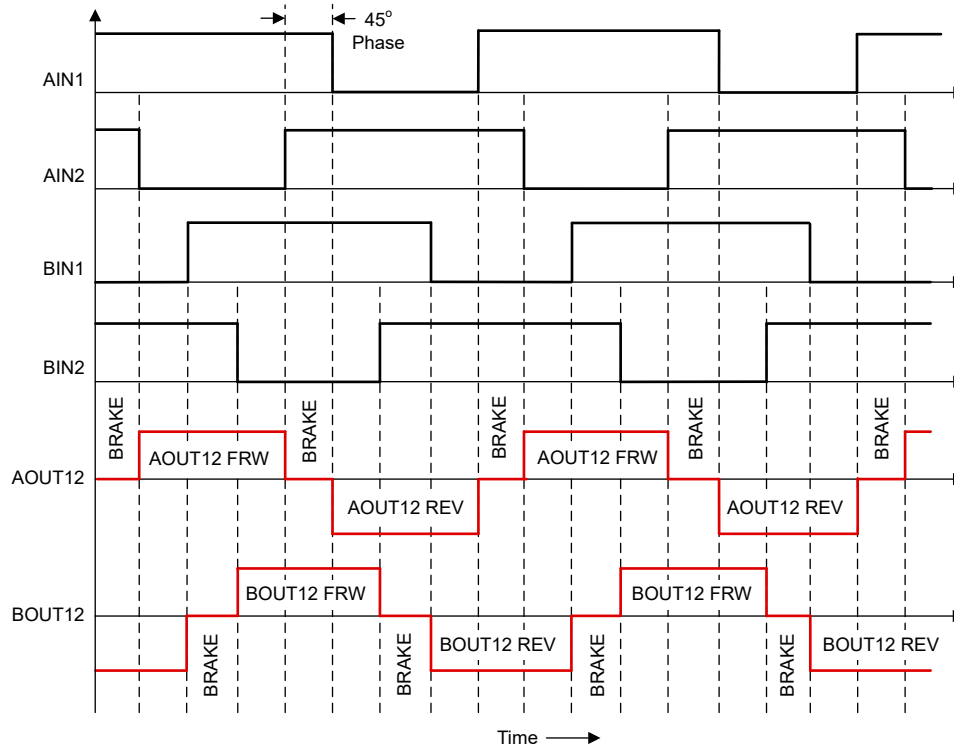 45° Phase
AIN1
AIN2
BIN1
BIN2
BRAKE
BRAKE
BRAKE
BRAKE
BRAKE
AOUT12 FRW
AOUT12 FRW
AOUT12
AOUT12 REV
AOUT12 REV
BOUT12 FRW
BOUT12 FRW
BOUT12
BOUT12 REV
BOUT12 REV
BRAKE
BRAKE
BRAKE
BRAKE
Time